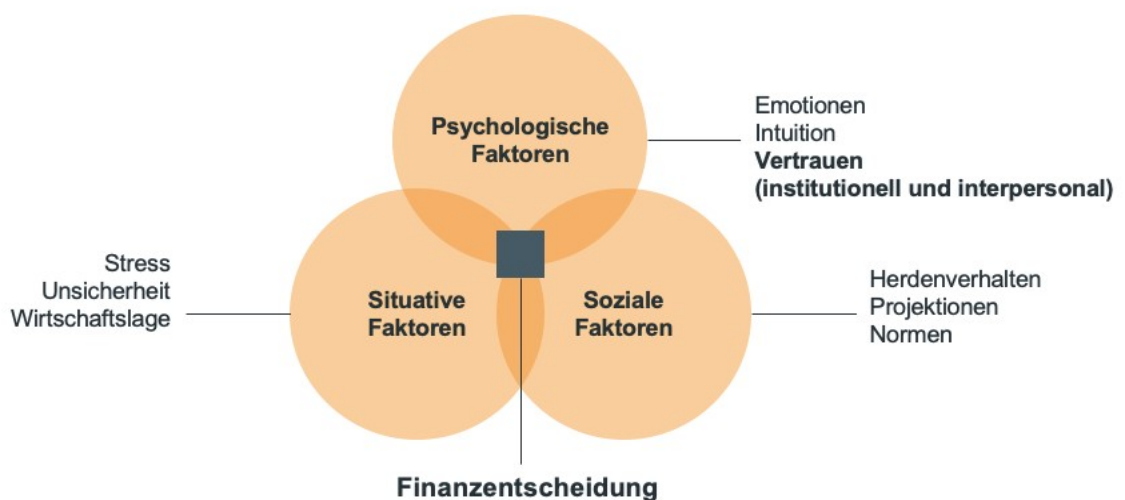 Psychologische
Faktoren
Emotionen
Intuition
Vertrauen
(institutionell und interpersonal)
Stress
Unsicherheit
Wirtschaftslage
Situative
Faktoren
Soziale
Faktoren
Herdenverhalten
Projektionen
Normen
Finanzentscheidung